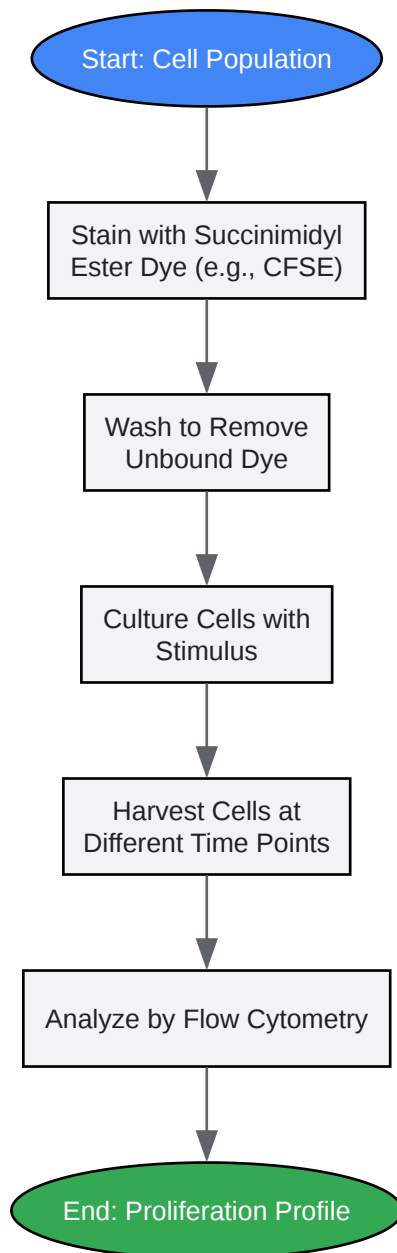 Start: Cell Population
Stain with Succinimidyl
Ester Dye (e.g., CFSE)
Wash to Remove
Unbound Dye
Culture Cells with
Stimulus
Harvest Cells at
Different Time Points
Analyze by Flow Cytometry
End: Proliferation Profile